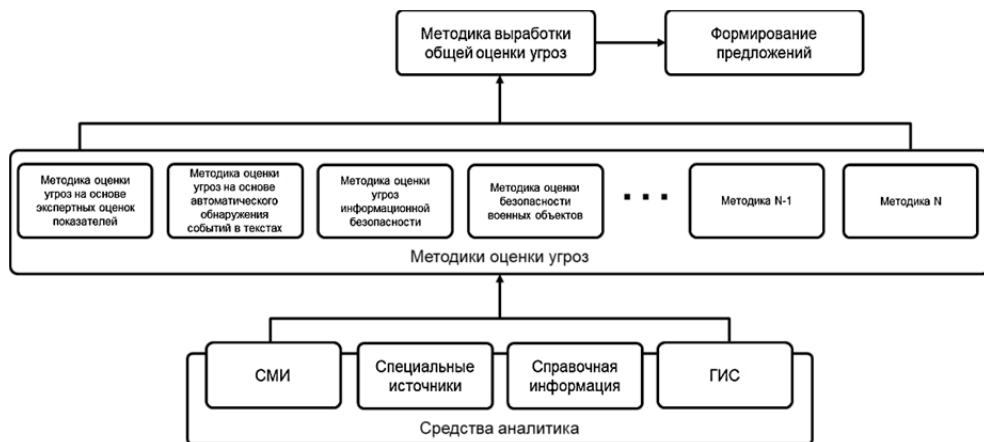 Методика выработки
общей оценки угроз
Формирование
предложений
Методика оценки
угроз на основе
экспертных оценок
показателей
Методика оценки
угроз на основе
автоматического
обнаружения
событий в текстах
Методика оценки
угроз
информационной
безопасности
Методика оценки
безопасности
военных объектов
Методика N-1
Методика N
Методики оценки угроз
СМИ
Специальные
источники
Справочная
информация
ГИС
Средства аналитика